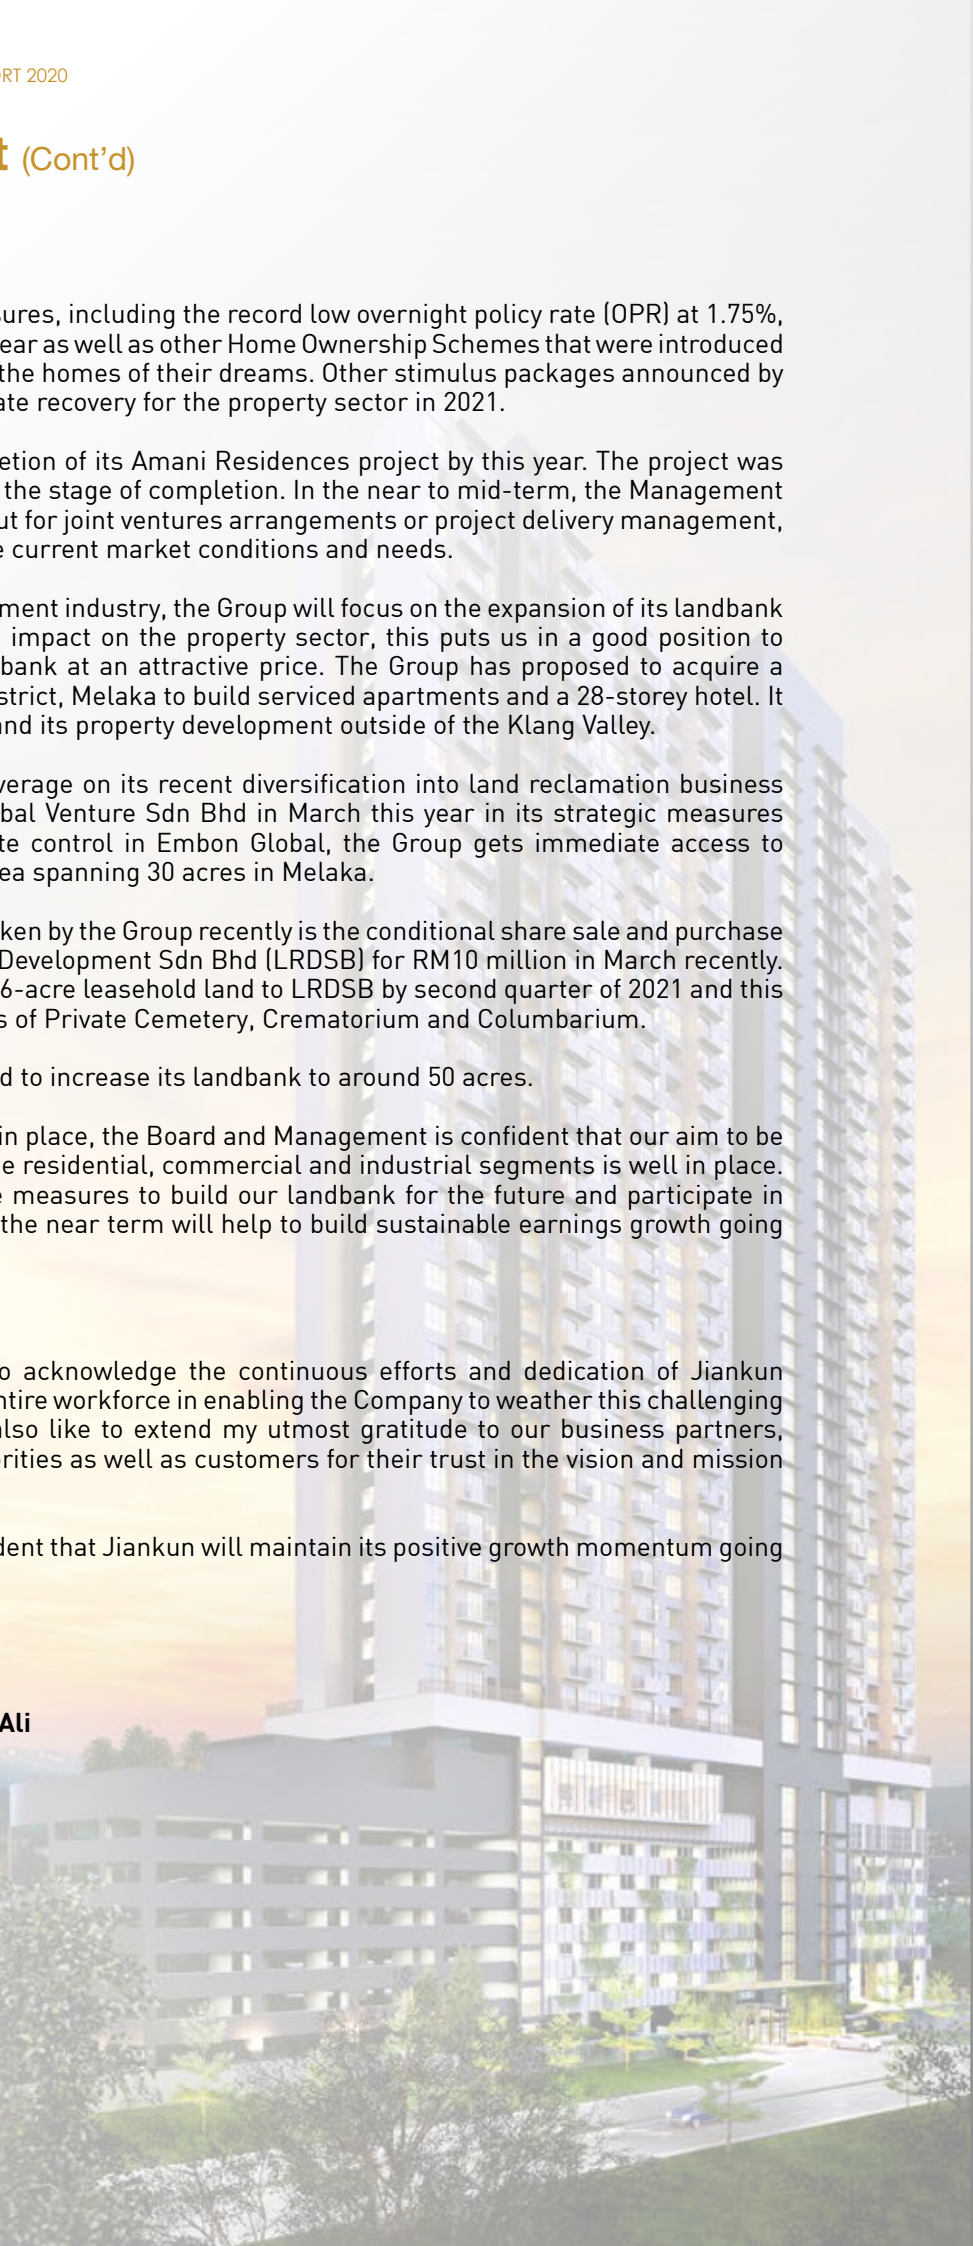 RT 2020
t (Cont'd)
sures, including the record low overnight policy rate (OPR) at 1.75%,
ear as well as other Home Ownership Schemes that were introduced
the homes of their dreams. Other stimulus packages announced by
ate recovery for the property sector in 2021.
etion of its Amani Residences project by this year. The project was
the stage of completion. In the near to mid-term, the Management
ut for joint ventures arrangements or project delivery management,
e current market conditions and needs.
ment industry, the Group will focus on the expansion of its landbank
impact on the property sector, this puts us in a good position to
bank at an attractive price. The Group has proposed to acquire a
strict, Melaka to build serviced apartments and a 28-storey hotel. It
and its property development outside of the Klang Valley.
verage on its recent diversification into land reclamation business
obal Venture Sdn Bhd in March this year in its strategic measures
te control in Embon Global, the Group gets immediate access to
ea spanning 30 acres in Melaka.
ken by the Group recently is the conditional share sale and purchase
Development Sdn Bhd (LRDSB) for RM10 million in March recently.
6-acre leasehold land to LRDSB by second quarter of 2021 and this
s of Private Cemetery, Crematorium and Columbarium.
d to increase its landbank to around 50 acres.
in place, the Board and Management is confident that our aim to be
e residential, commercial and industrial segments is well in place.
e measures to build our landbank for the future and participate in
the near term will help to build sustainable earnings growth going
o acknowledge the continuous efforts and dedication of Jiankun
ntire workforce in enabling the Company to weather this challenging
also like to extend my utmost gratitude to our business partners,
orities as well as customers for their trust in the vision and mission
dent that Jiankun will maintain its positive growth momentum going
Ali